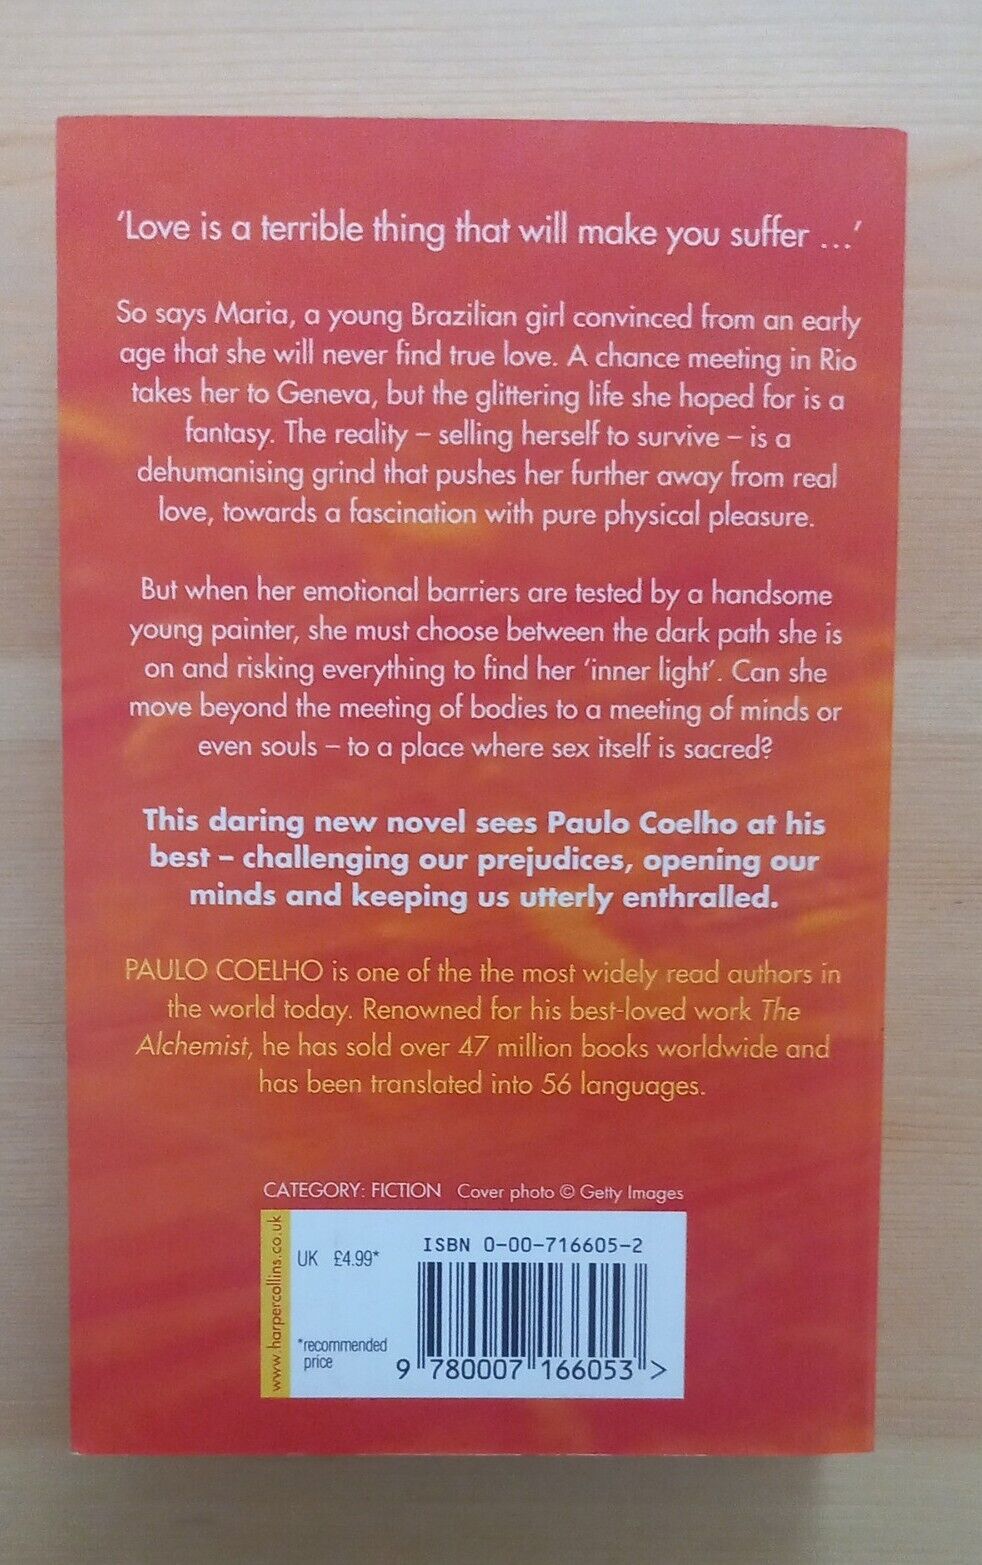 ‘Love is a terrible thing that will make you suffer ...’
So says Maria, a young Brazilian girl convinced from an early
age that she will never find true love. A chance meeting in Rio
takes her to Geneva, but the glittering life she hoped for is a
fantasy. The reality – selling herself to survive – is a
dehumanising grind that pushes her further away from real
love, towards a fascination with pure physical pleasure.
But when her emotional barriers are tested by a handsome
young painter, she must choose between the dark path she is
on and risking everything to find her ‘inner light’. Can she
move beyond the meeting of bodies to a meeting of minds or
even souls – to a place where sex itself is sacred?
This daring new novel sees Paulo Coelho at his
best – challenging our prejudices, opening our
minds and keeping us utterly enthralled.
PAULO COELHO is one of the the most widely read authors in
the world today. Renowned for his best-loved work The
Alchemist, he has sold over 47 million books worldwide and
has been translated into 56 languages.
CATEGORY: FICTION Cover photo © Getty Images
www.harpercollins.co.uk
UK £4.99*
*recommended
price
ISBN 0-00-716605-2
9 780007 166053 >